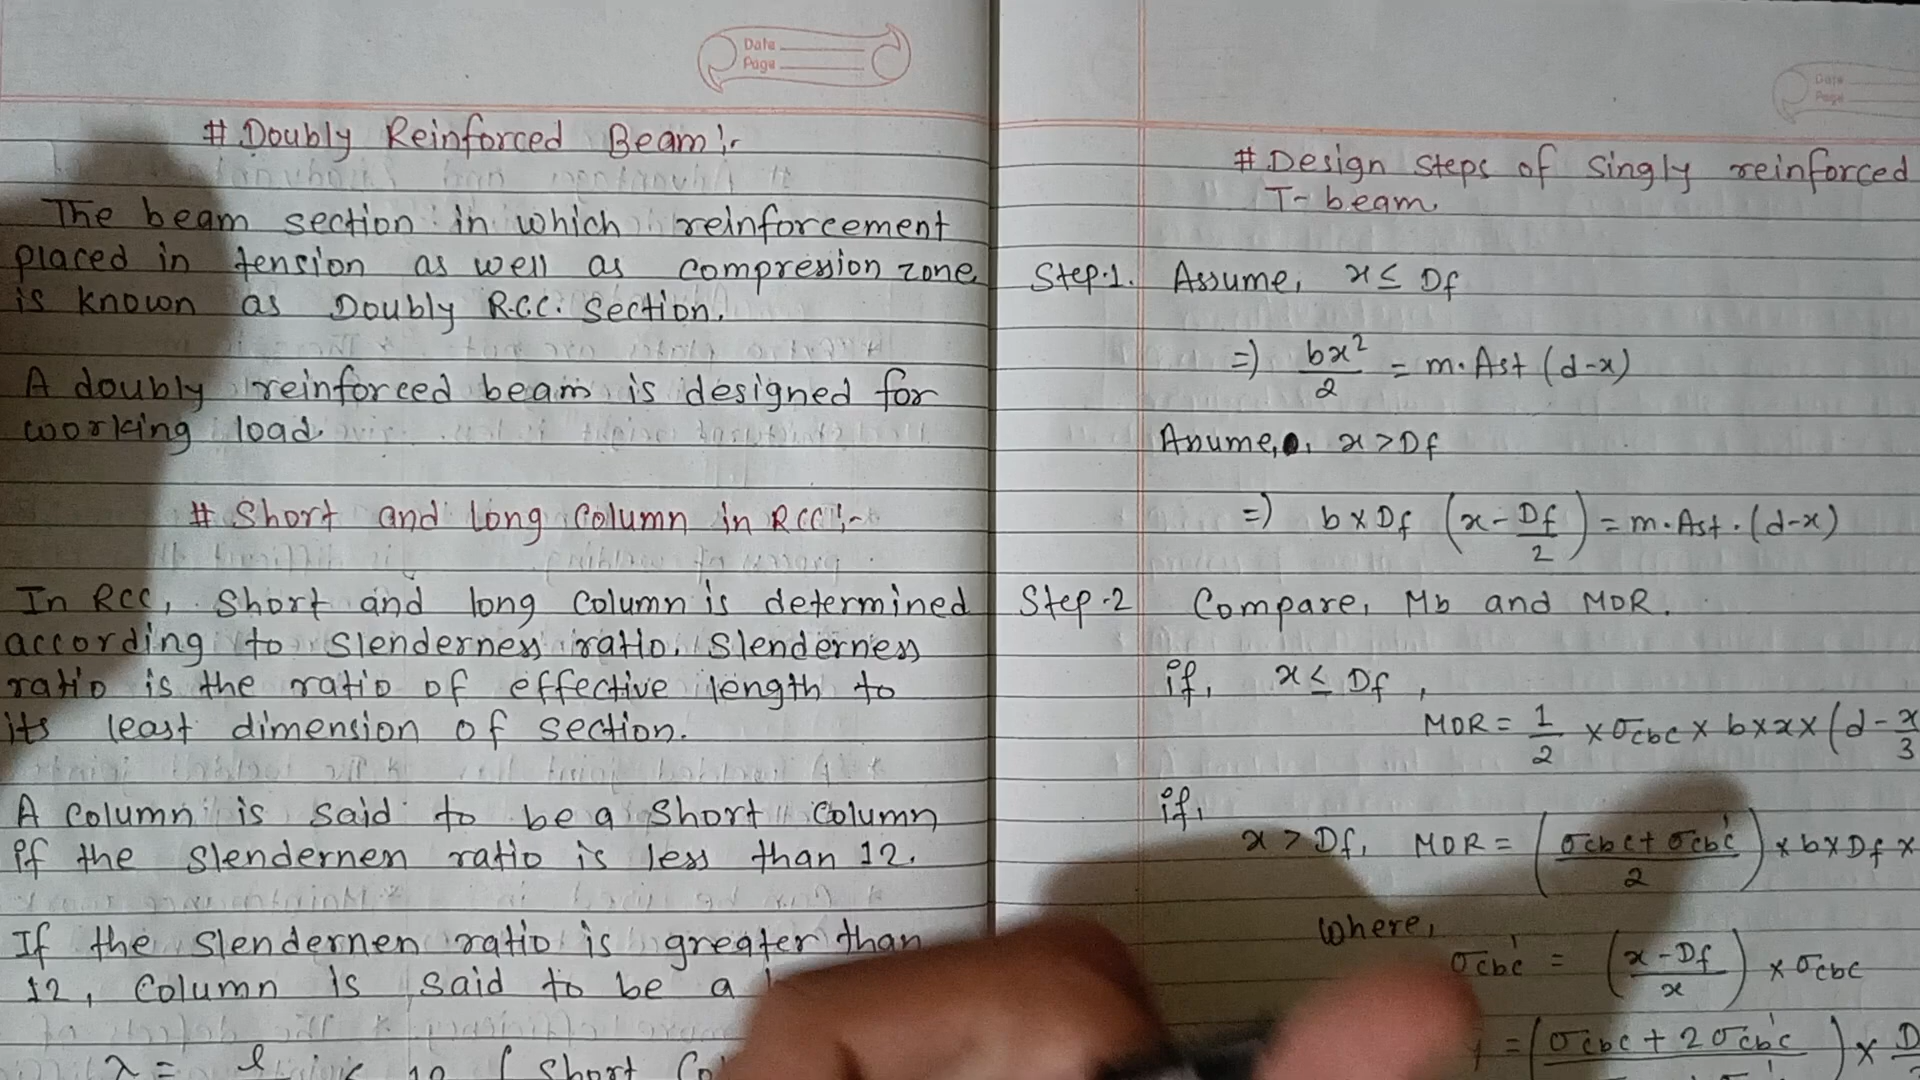 Date
Page
# Doubly Reinforced Beam:-
The beam section in which reinforcement
placed in tension as well as compression zone
is known as Doubly R.C.C. section.
A doubly reinforced beam is designed for
working load.
# Short and Long Column in RCC:-
In RCC, Short and long column is determined
according to slenderness ratio. Slenderness
ratio is the ratio of effective length to
its least dimension of section.
A column is said to be a short column
if the slenderness ratio is less than 12.
If the slenderness ratio is greater than
12, Column is said to be a
λ = l
(Short Co
Date
Page
# Design steps of singly reinforced
T-beam.
Step-1. Assume, x ≤ Df
=) bx²/2 = m.Ast (d-x)
Assume, x > Df
=) b x Df (x - Df/2) = m.Ast.(d-x)
Step-2 Compare, Mb and MOR.
if, x ≤ Df,
MOR = 1/2 x σcbc x b x x x (d - x/3
if,
x > Df, MOR = (σcbc + σcbc'/2) x b x Df x
where,
σcbc' = (x - Df/x) x σcbc
= (σcbc + 2σcbc'
) x D